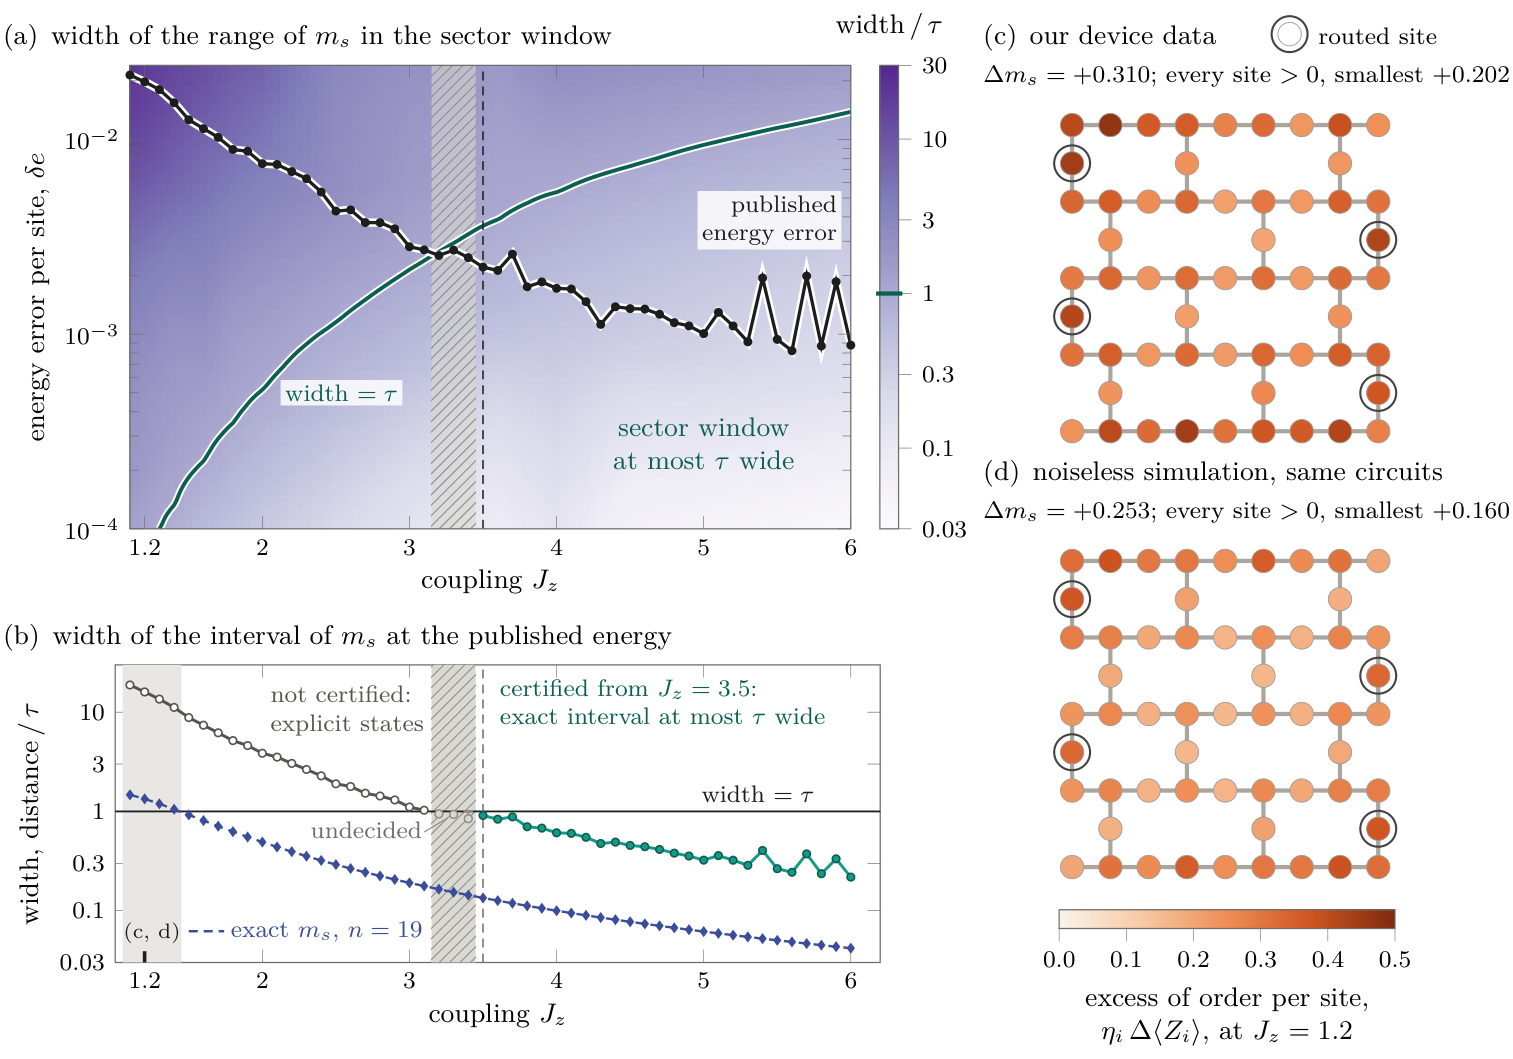 (a) width of the range of mₛ in the sector window
width / τ
10⁻²
10⁻³
10⁻⁴
energy error per site, δe
published
energy error
width = τ
sector window
at most τ wide
1.2 2 3 4 5 6
coupling J_z
30
10
3
1
0.3
0.1
0.03
(b) width of the interval of mₛ at the published energy
width, distance / τ
10
3
1
0.3
0.1
0.03
not certified:
explicit states
certified from J_z = 3.5:
exact interval at most τ wide
width = τ
undecided
(c, d)
exact mₛ, n = 19
1.2 2 3 4 5 6
coupling J_z
(c) our device data
routed site
Δmₛ = +0.310; every site > 0, smallest +0.202
(d) noiseless simulation, same circuits
Δmₛ = +0.253; every site > 0, smallest +0.160
0.0 0.1 0.2 0.3 0.4 0.5
excess of order per site,
ηᵢ Δ⟨Zᵢ⟩, at J_z = 1.2